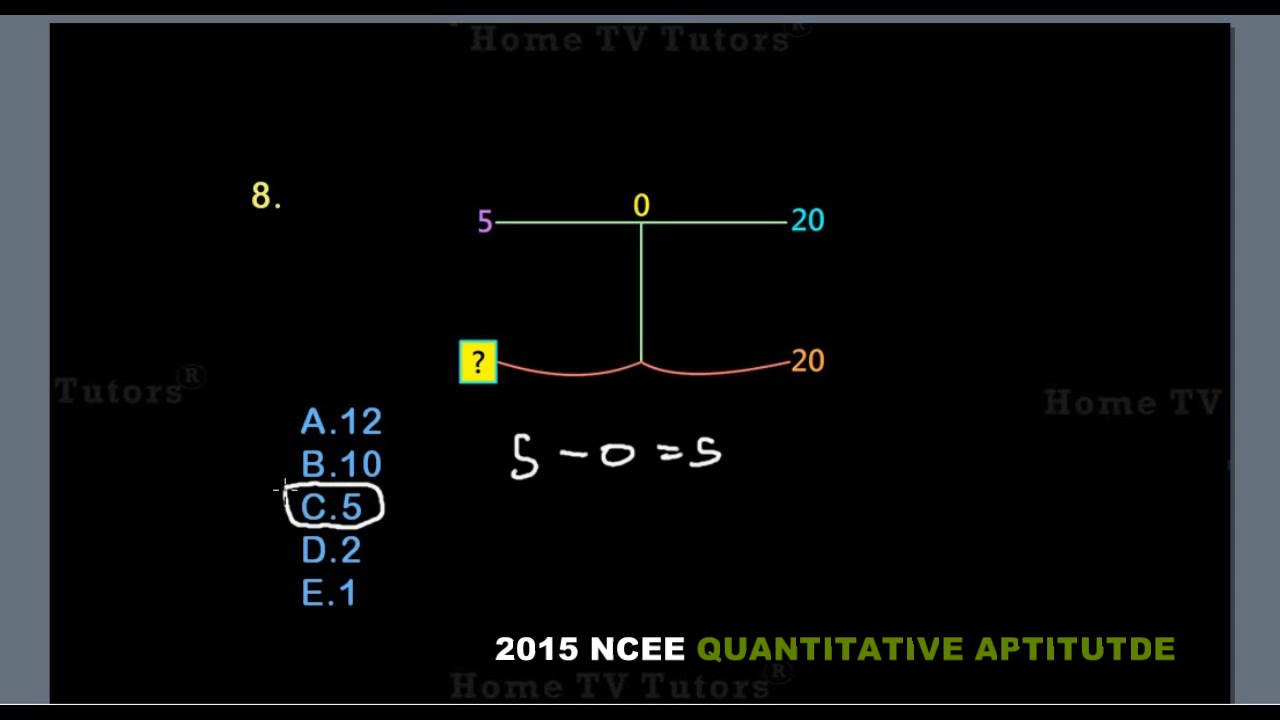 Home TV Tutors®
8.
0
5
20
?
20
Tutors®
Home TV
A.12
B.10
C.5
D.2
E.1
5 - 0 = 5
2015 NCEE QUANTITATIVE APTITUTDE
Home TV Tutors®